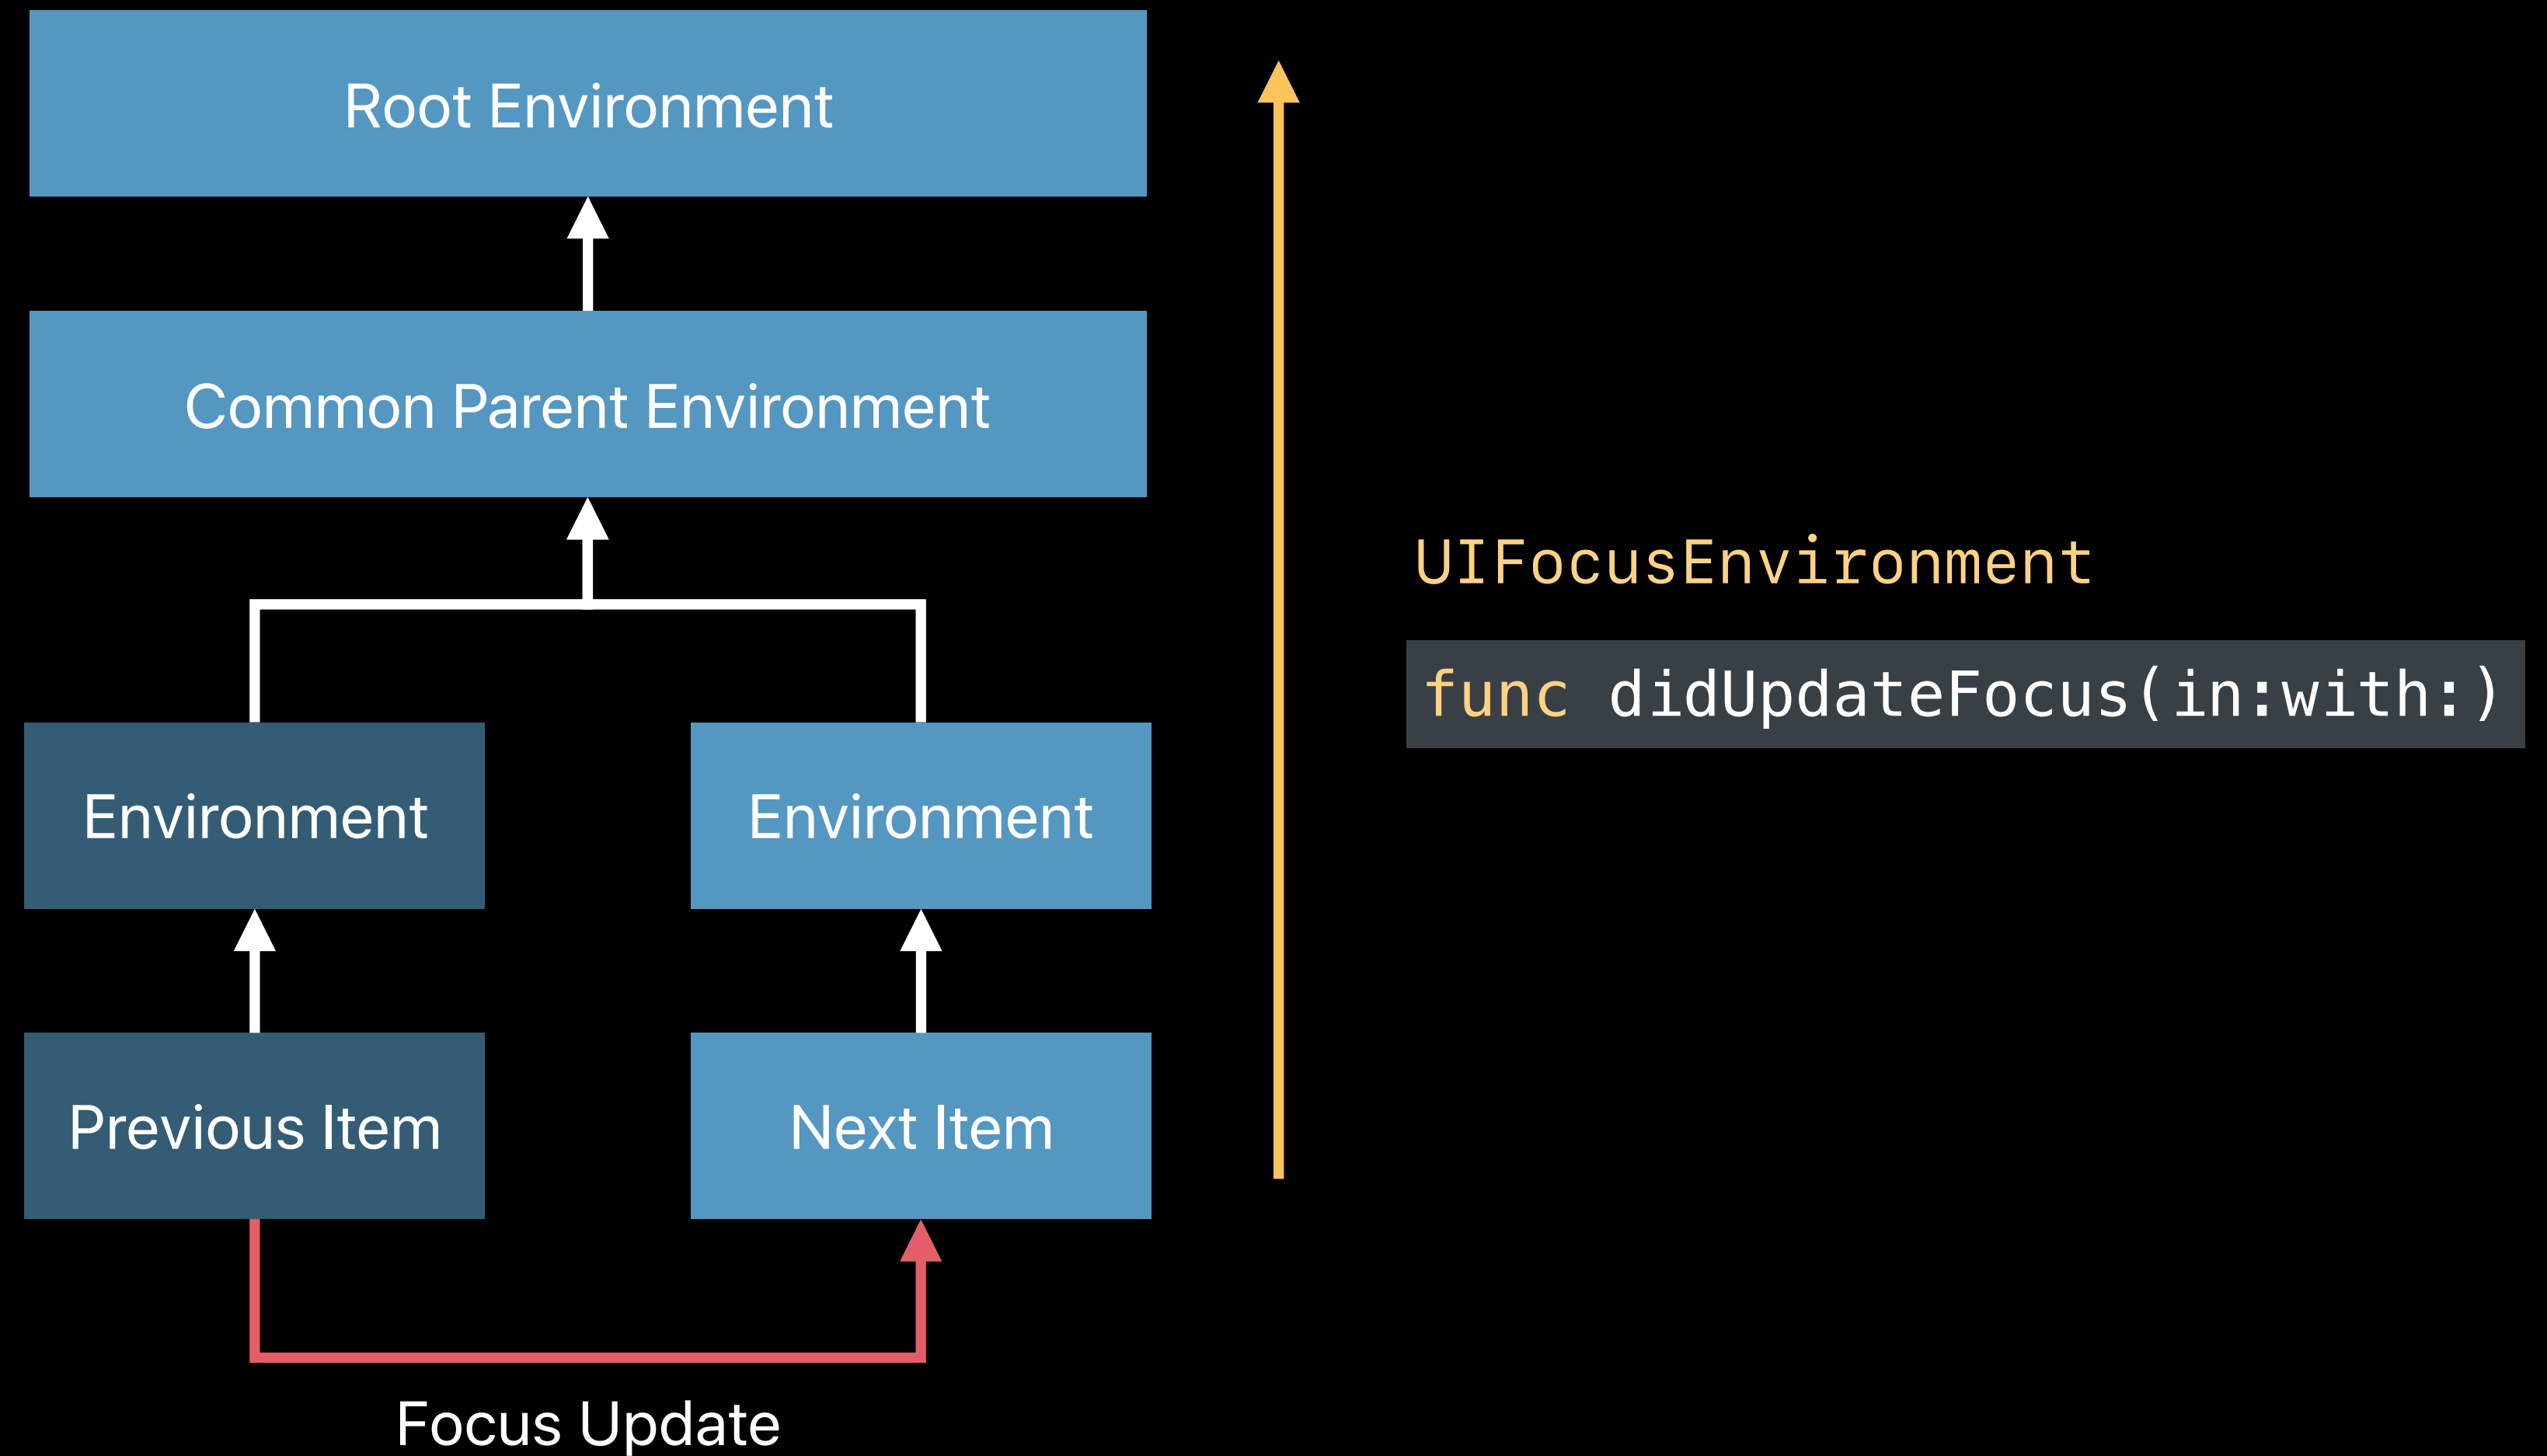 Root Environment
Common Parent Environment
UIFocusEnvironment
func didUpdateFocus(in:with:)
Environment
Environment
Previous Item
Next Item
Focus Update